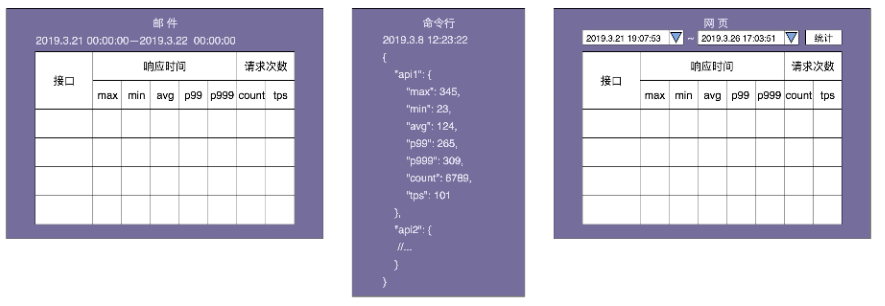 邮 件
2019.3.21 00:00:00—2019.3.22 00:00:00
接口 响应时间 请求次数
max min avg p99 p999 count tps
命令行
2019.3.8 12:23:22
{
"api1": {
"max": 345,
"min": 23,
"avg": 124,
"p99": 265,
"p999": 309,
"count": 6789,
"tps": 101
},
"api2": {
//...
}
}
网 页
2019.3.21 19:07:53 ~ 2019.3.26 17:03:51 统计
接口 响应时间 请求次数
max min avg p99 p999 count tps